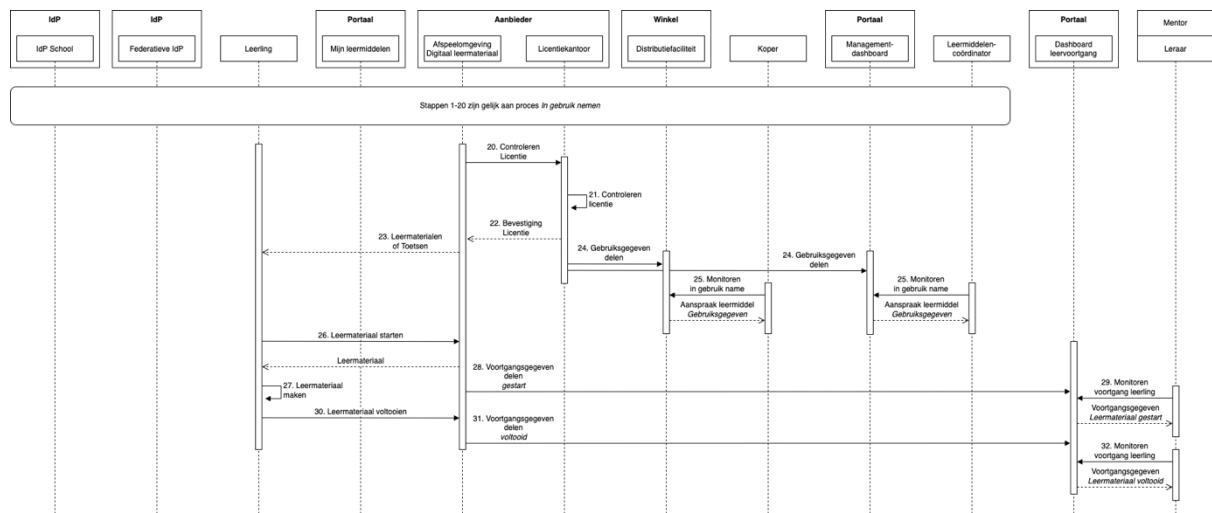 IdP
IdP
Portaal
Aanbieder
Winkel
Portaal
Portaal
Mentor
IdP School
Federatieve IdP
Leerling
Mijn leermiddelen
Afspeelomgeving
Digitaal leermateriaal
Licentiekantoor
Distributiefaciliteit
Koper
Management-
dashboard
Leermiddelen-
coördinator
Dashboard
leervoortgang
Leraar
Stappen 1-20 zijn gelijk aan proces In gebruik nemen
20. Controleren
Licentie
21. Controleren
licentie
22. Bevestiging
Licentie
23. Leermaterialen
of Toetsen
24. Gebruiksgegeven
delen
24. Gebruiksgegeven
delen
25. Monitoren
in gebruik name
Aanspraak leermiddel
Gebruiksgegeven
25. Monitoren
in gebruik name
Aanspraak leermiddel
Gebruiksgegeven
26. Leermateriaal starten
Leermateriaal
27. Leermateriaal
maken
28. Voortgangsgegeven
delen
gestart
29. Monitoren
voortgang leerling
Voortgangsgegeven
Leermateriaal gestart
30. Leermateriaal voltooien
31. Voortgangsgegeven
delen
voltooid
32. Monitoren
voortgang leerling
Voortgangsgegeven
Leermateriaal voltooid